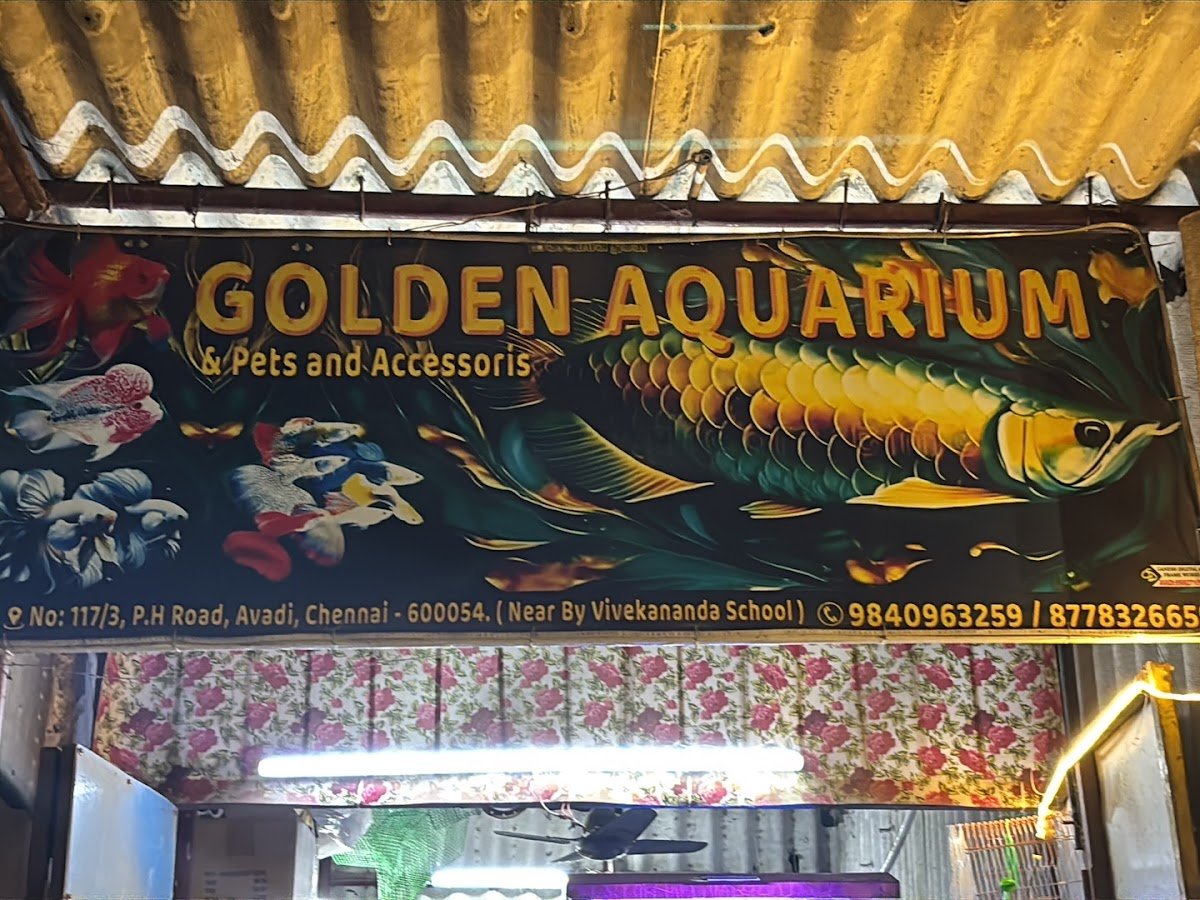 GOLDEN AQUARIUM
& Pets and Accessoris
No: 117/3, P.H Road, Avadi, Chennai - 600054. ( Near By Vivekananda School ) 9840963259 / 877832665